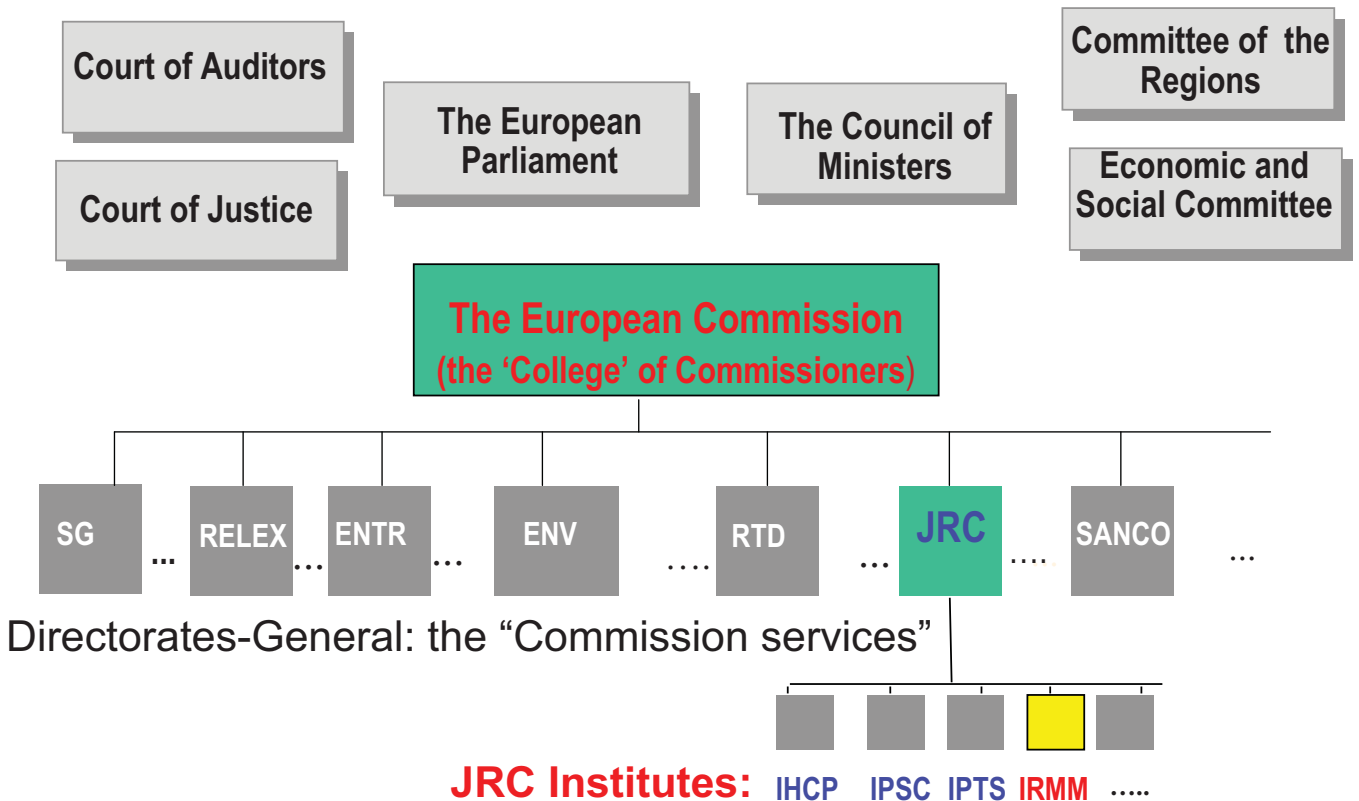 Court of Auditors
Court of Justice
The European
Parliament
The Council of
Ministers
Committee of the
Regions
Economic and
Social Committee
The European Commission
(the ‘College’ of Commissioners)
SG ... RELEX ... ENTR ... ENV .... RTD ... JRC ..... SANCO ...
Directorates-General: the “Commission services”
JRC Institutes: IHCP IPSC IPTS IRMM .....